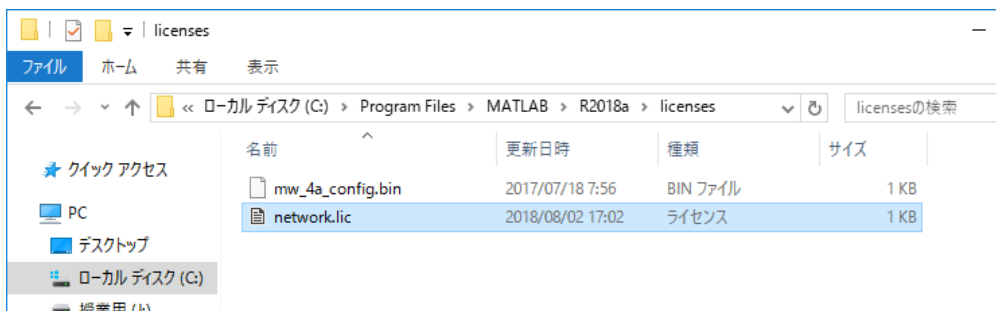 licenses
ファイル ホーム 共有 表示
« ローカル ディスク (C:) › Program Files › MATLAB › R2018a › licenses licensesの検索
名前 更新日時 種類 サイズ
クイック アクセス
mw_4a_config.bin 2017/07/18 7:56 BIN ファイル 1 KB
PC
network.lic 2018/08/02 17:02 ライセンス 1 KB
デスクトップ
ローカル ディスク (C:)